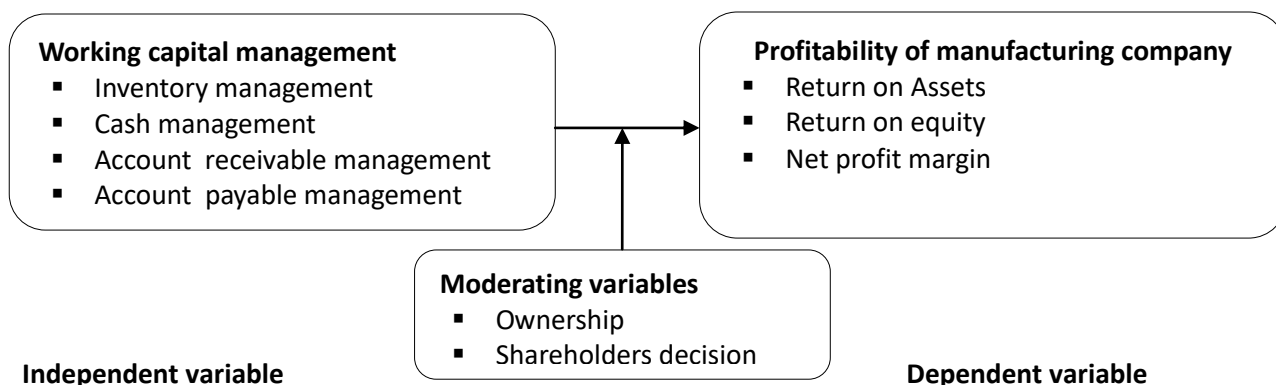 Working capital management
▪ Inventory management
▪ Cash management
▪ Account receivable management
▪ Account payable management
Profitability of manufacturing company
▪ Return on Assets
▪ Return on equity
▪ Net profit margin
Moderating variables
▪ Ownership
▪ Shareholders decision
Independent variable
Dependent variable